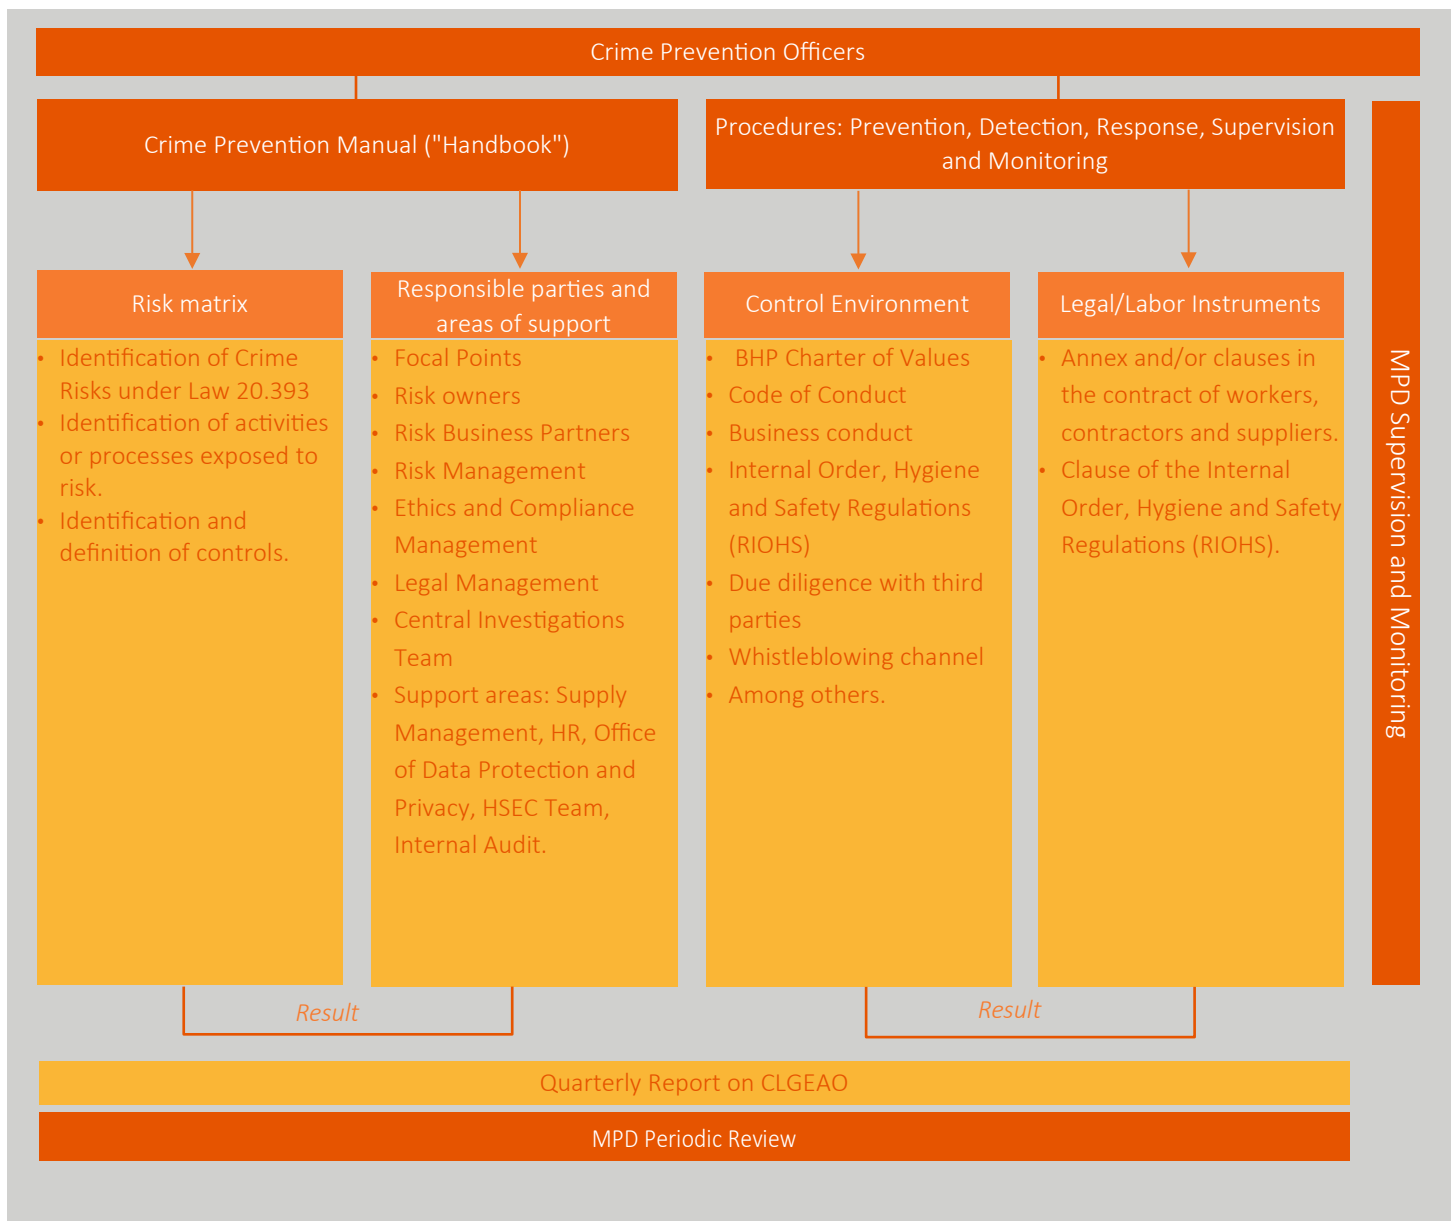 Crime Prevention Officers
Crime Prevention Manual ("Handbook")
Procedures: Prevention, Detection, Response, Supervision
and Monitoring
Risk matrix
• Identification of Crime
Risks under Law 20.393
• Identification of activities
or processes exposed to
risk.
• Identification and
definition of controls.
Responsible parties and
areas of support
• Focal Points
• Risk owners
• Risk Business Partners
• Risk Management
• Ethics and Compliance
Management
• Legal Management
• Central Investigations
Team
• Support areas: Supply
Management, HR, Office
of Data Protection and
Privacy, HSEC Team,
Internal Audit.
Control Environment
• BHP Charter of Values
• Code of Conduct
• Business conduct
• Internal Order, Hygiene
and Safety Regulations
(RIOHS)
• Due diligence with third
parties
• Whistleblowing channel
• Among others.
Legal/Labor Instruments
• Annex and/or clauses in
the contract of workers,
contractors and suppliers.
• Clause of the Internal
Order, Hygiene and Safety
Regulations (RIOHS).
MPD Supervision and Monitoring
Result
Result
Quarterly Report on CLGEAO
MPD Periodic Review